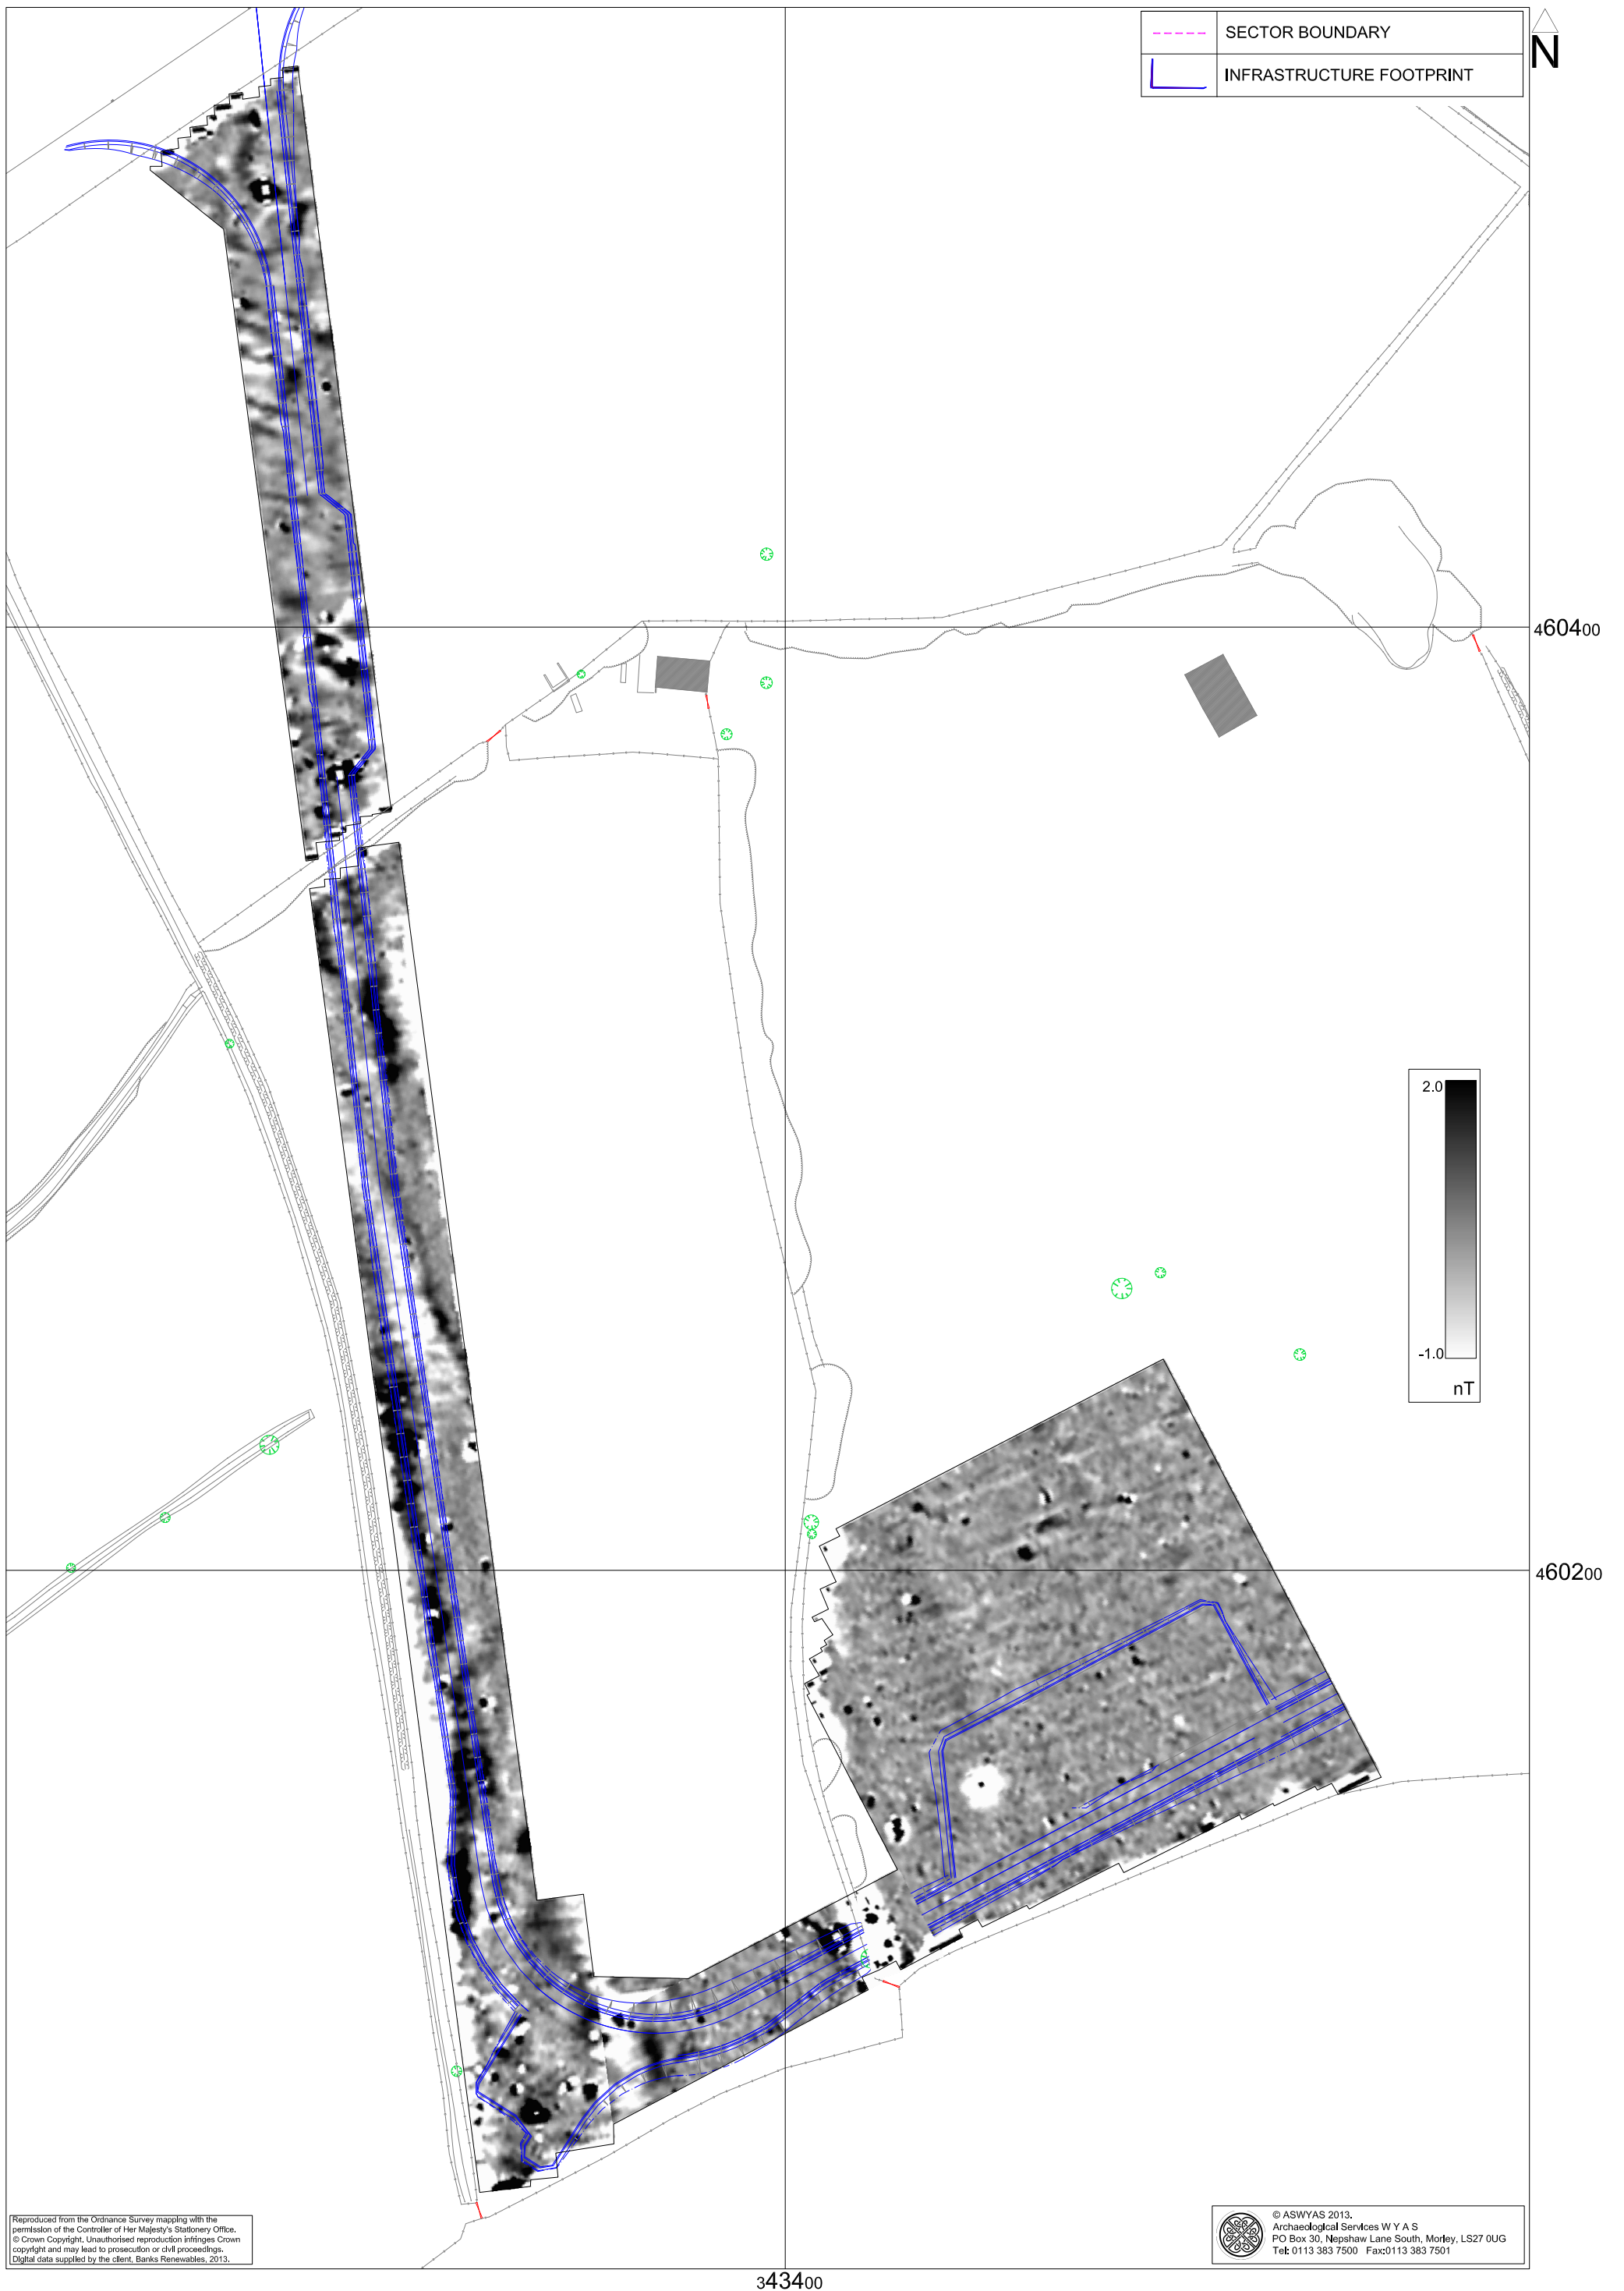 SECTOR BOUNDARY
INFRASTRUCTURE FOOTPRINT
N
460400
2.0
-1.0
nT
460200
Reproduced from the Ordnance Survey mapping with the
permission of the Controller of Her Majesty's Stationery Office.
© Crown Copyright. Unauthorised reproduction infringes Crown
copyright and may lead to prosecution or civil proceedings.
Digital data supplied by the client, Banks Renewables, 2013.
© ASWYAS 2013.
Archaeological Services W Y A S
PO Box 30, Nepshaw Lane South, Morley, LS27 0UG
Tel: 0113 383 7500 Fax:0113 383 7501
343400